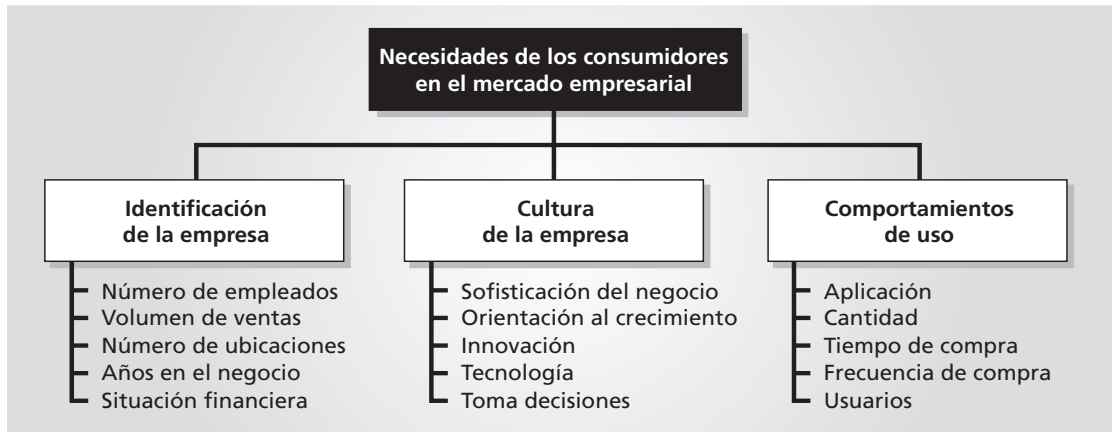 Necesidades de los consumidores
en el mercado empresarial
Identificación
de la empresa
Número de empleados
Volumen de ventas
Número de ubicaciones
Años en el negocio
Situación financiera
Cultura
de la empresa
Sofisticación del negocio
Orientación al crecimiento
Innovación
Tecnología
Toma decisiones
Comportamientos
de uso
Aplicación
Cantidad
Tiempo de compra
Frecuencia de compra
Usuarios